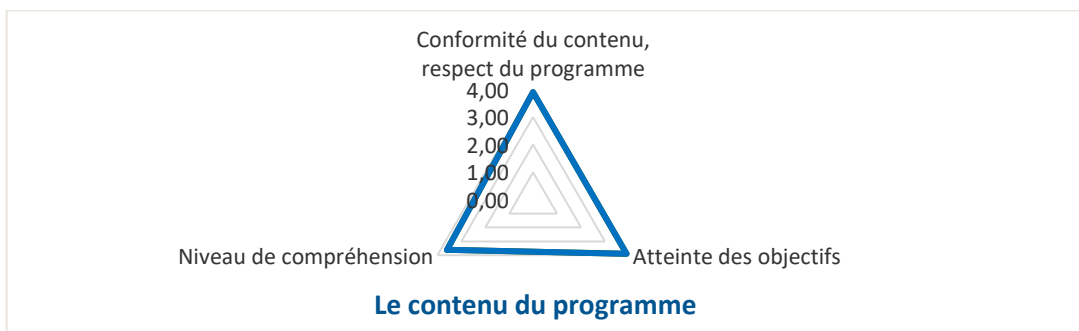 Conformité du contenu,
respect du programme
4,00
3,00
2,00
1,00
0,00
Niveau de compréhension
Atteinte des objectifs
Le contenu du programme